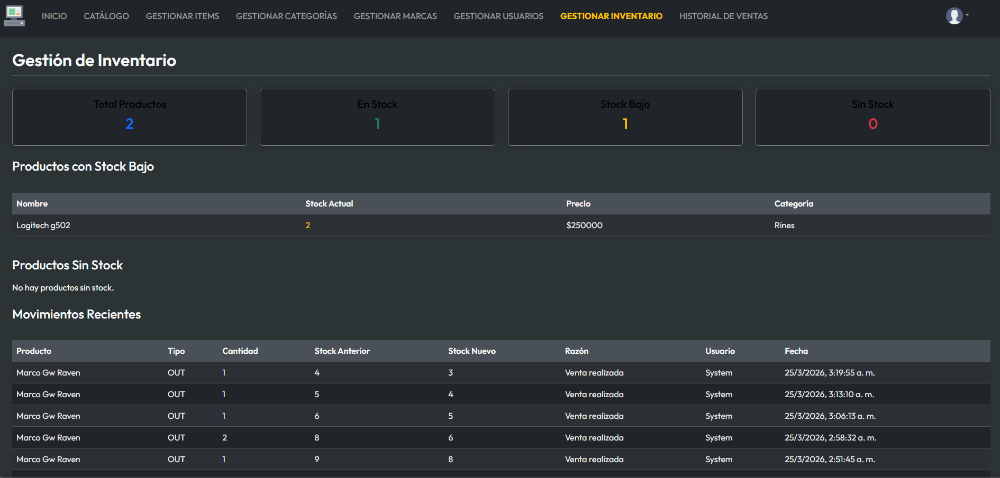 INICIO CATÁLOGO GESTIONAR ITEMS GESTIONAR CATEGORÍAS GESTIONAR MARCAS GESTIONAR USUARIOS GESTIONAR INVENTARIO HISTORIAL DE VENTAS
Gestión de Inventario
Total Productos En Stock Stock Bajo Sin Stock
2 1 1 0
Productos con Stock Bajo
Nombre Stock Actual Precio Categoría
Logitech g502 2 $250000 Rines
Productos Sin Stock
No hay productos sin stock.
Movimientos Recientes
Producto Tipo Cantidad Stock Anterior Stock Nuevo Razón Usuario Fecha
Marco Gw Raven OUT 1 4 3 Venta realizada System 25/3/2026, 3:19:55 a. m.
Marco Gw Raven OUT 1 5 4 Venta realizada System 25/3/2026, 3:13:10 a. m.
Marco Gw Raven OUT 1 6 5 Venta realizada System 25/3/2026, 3:06:13 a. m.
Marco Gw Raven OUT 2 8 6 Venta realizada System 25/3/2026, 2:58:32 a. m.
Marco Gw Raven OUT 1 9 8 Venta realizada System 25/3/2026, 2:51:45 a. m.